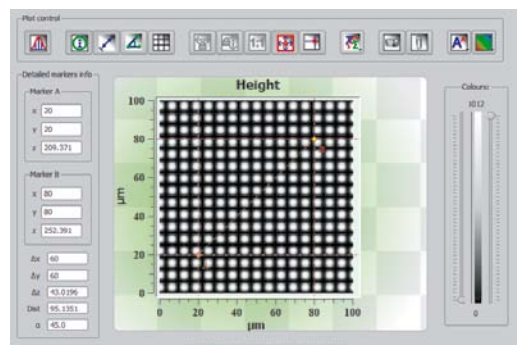 Plot control
1:1
A
Detailed markers info
Marker A
x 20
y 20
z 209.371
Marker B
x 80
y 80
z 252.391
Δx 60
Δy 60
Δz 43.0196
Dist 95.1351
α 45.0
Height
100
80
60
40
20
0
µm
0 20 40 60 80 100
µm
Colours:
1012
0